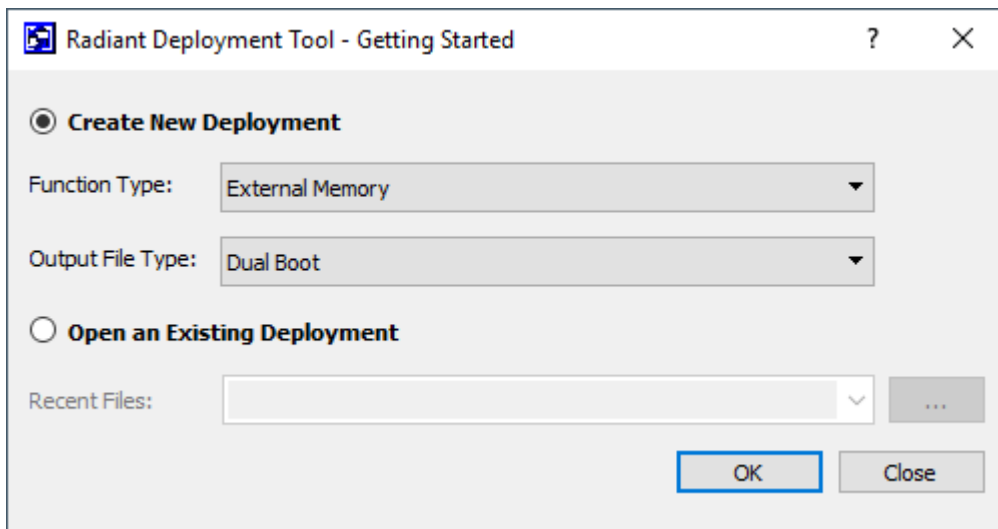 Radiant Deployment Tool - Getting Started ?
Create New Deployment
Function Type: External Memory
Output File Type: Dual Boot
Open an Existing Deployment
Recent Files: ...
OK Close